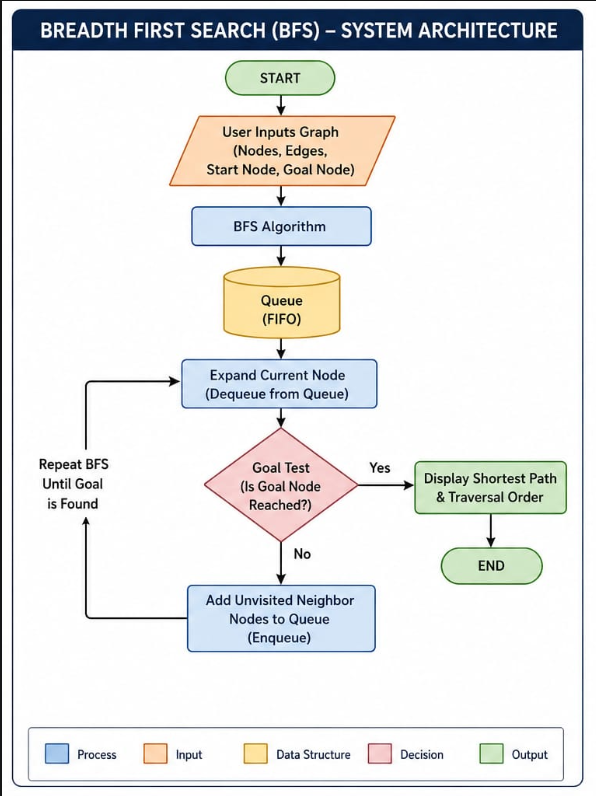 BREADTH FIRST SEARCH (BFS) – SYSTEM ARCHITECTURE
START
User Inputs Graph
(Nodes, Edges,
Start Node, Goal Node)
BFS Algorithm
Queue
(FIFO)
Expand Current Node
(Dequeue from Queue)
Repeat BFS
Until Goal
is Found
Goal Test
(Is Goal Node
Reached?)
Yes
Display Shortest Path
& Traversal Order
END
No
Add Unvisited Neighbor
Nodes to Queue
(Enqueue)
Process
Input
Data Structure
Decision
Output